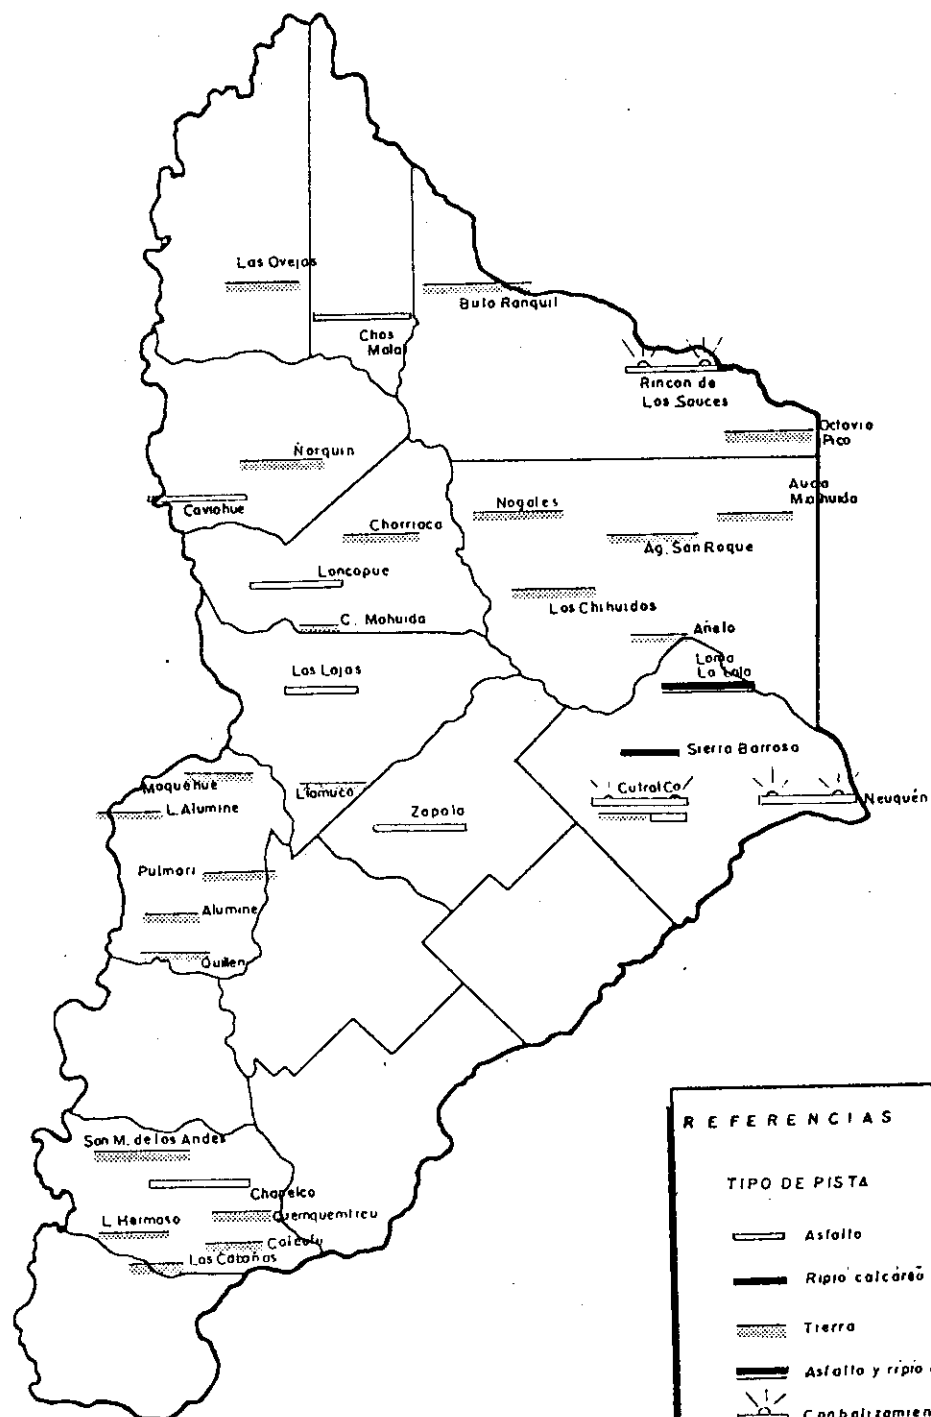 Las Ovejas
Buta Ranquil
Chos
Malal
Rincon de
Los Sauces
Octavio
Pico
Ñorquin
Auca
Mahuida
Caviahue
Nogales
Chorriaca
Ag. San Roque
Loncopue
Los Chihuidos
C. Mahuida
Añelo
Las Lajas
Loma
La Lata
Sierra Barrosa
Moquehue
Llamuco
Cutral Co
Neuquén
L. Alumine
Zapala
Pulmari
Alumine
Quillen
San M. de los Andes
Chapelco
Quemquemtreu
L. Hermoso
Caleufu
Las Cabañas
REFERENCIAS
TIPO DE PISTA
Asfalto
Ripio calcáreo
Tierra
Asfalto y ripio